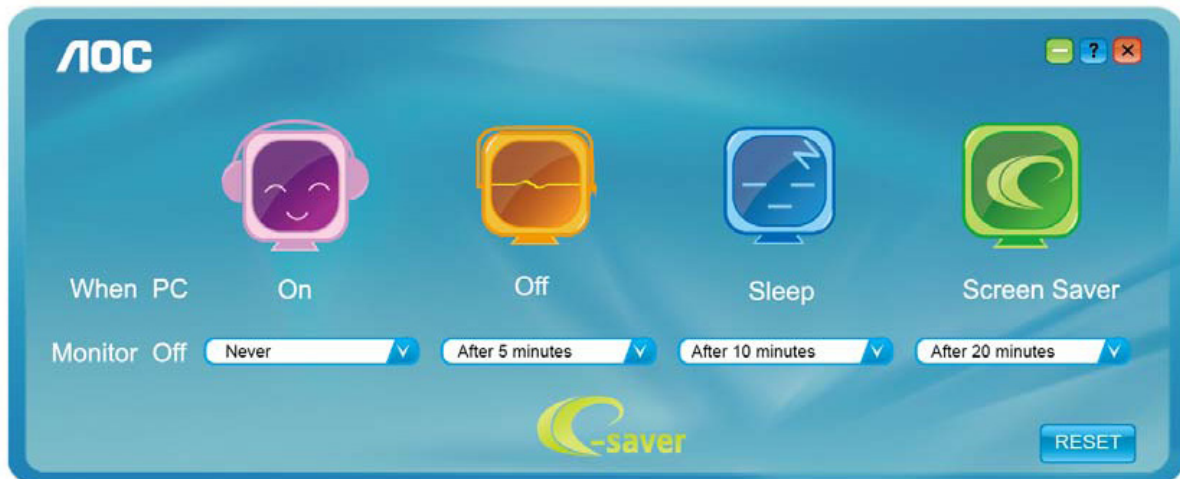 AOC
?
When PC On Off Sleep Screen Saver
Monitor Off Never After 5 minutes After 10 minutes After 20 minutes
e-saver
RESET